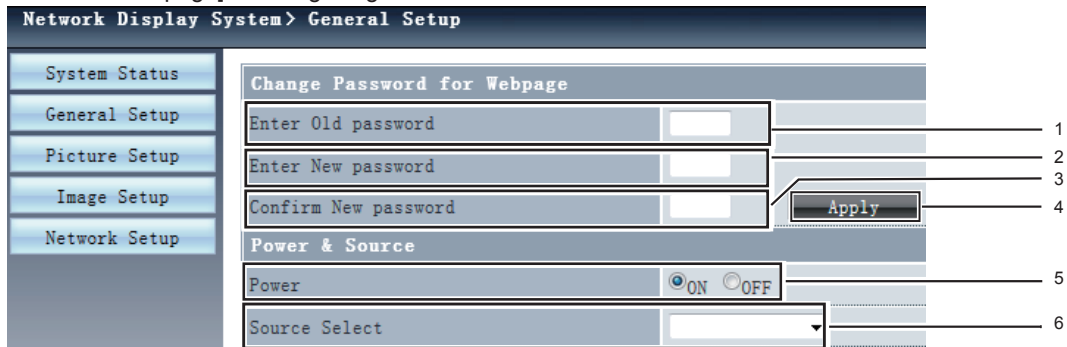 Network Display System> General Setup
System Status
General Setup
Picture Setup
Image Setup
Network Setup
Change Password for Webpage
Enter Old password
1
Enter New password
2
3
Confirm New password
Apply
4
Power & Source
Power
ON OFF
5
Source Select
6